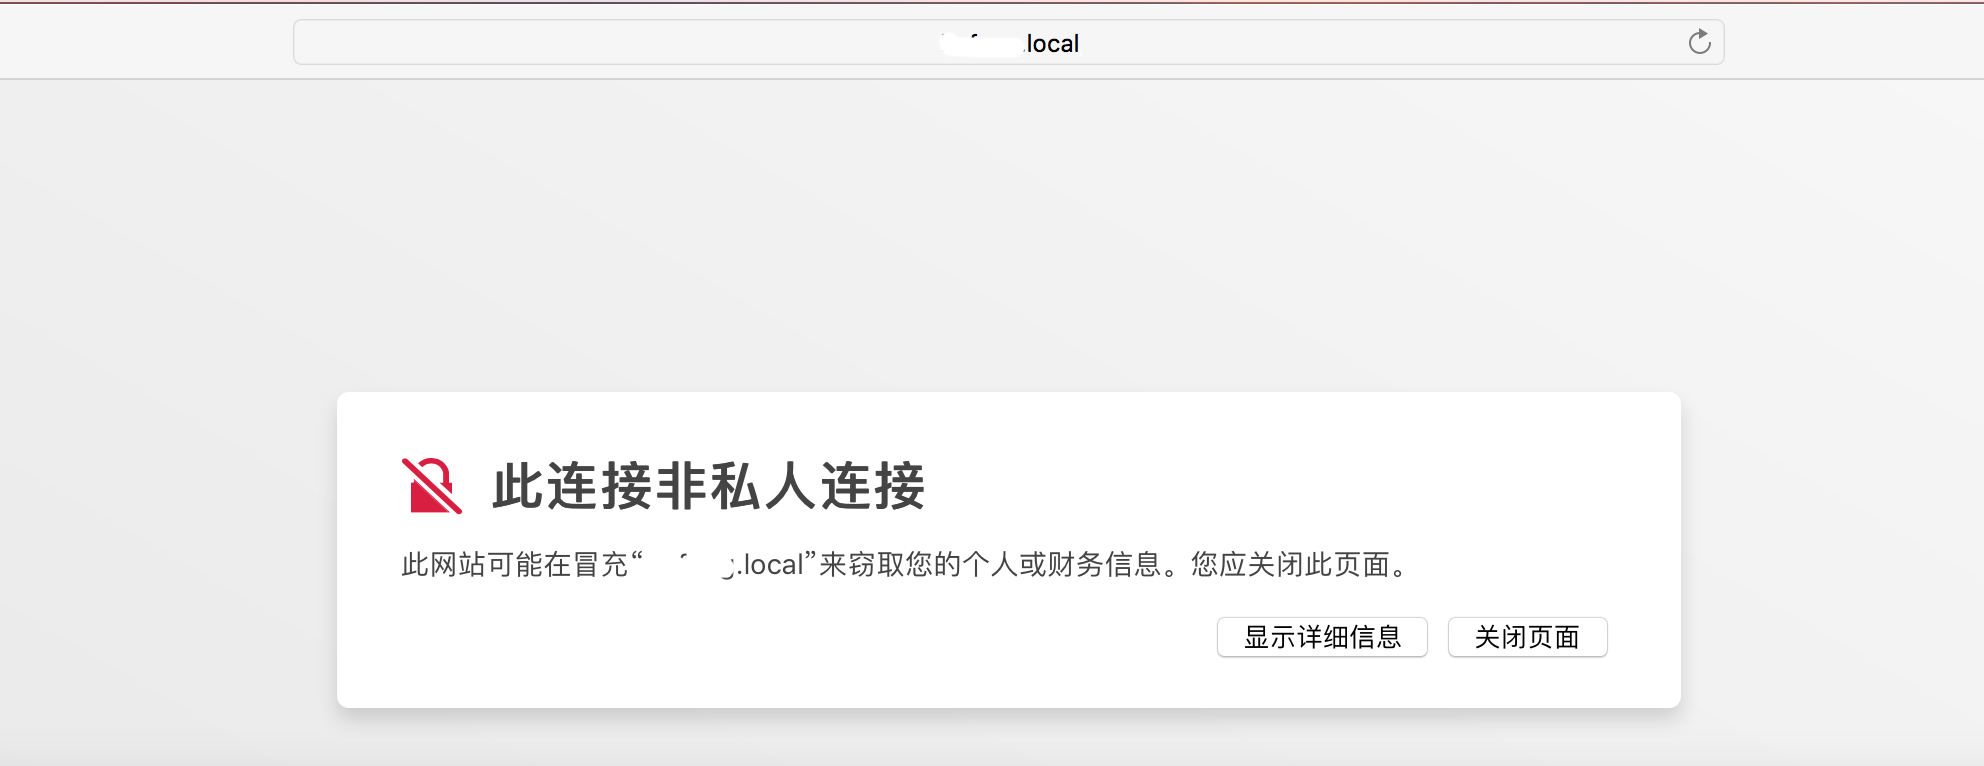 .local
此连接非私人连接
此网站可能在冒充“ g.local”来窃取您的个人或财务信息。您应关闭此页面。
显示详细信息
关闭页面